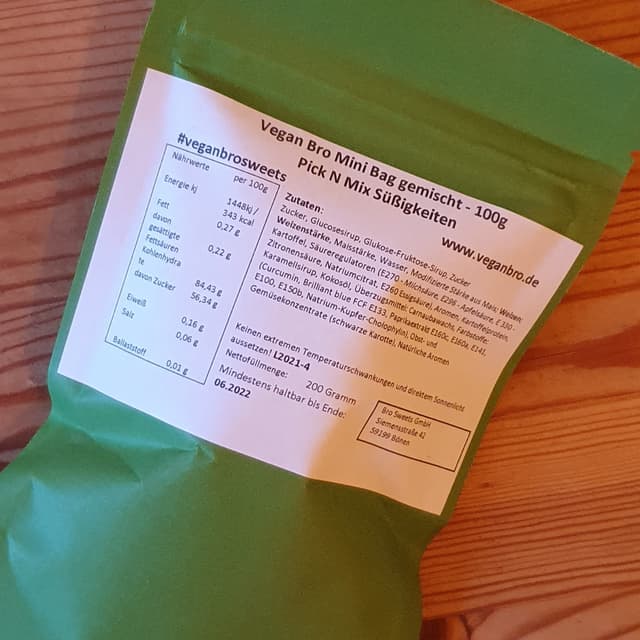 Vegan Bro Mini Bag gemischt - 100g
Pick N Mix Süßigkeiten
#veganbrosweets
www.veganbro.de
Nährwerte per 100g
Energie kj 1448kj /
343 kcal
Fett 0,27 g
davon
gesättigte
Fettsäuren 0,22 g
Kohlenhydra
te 84,43 g
davon Zucker 56,34 g
Eiweiß 0,16 g
Salz 0,06 g
Ballaststoff 0,01 g
Zutaten:
Zucker, Glucosesirup, Glukose-Fruktose-Sirup, Zucker
Weizenstärke, Maisstärke, Wasser, Modifizierte Stärke aus Mais, Weizen,
Kartoffel, Säureregulatoren (E270 - Milchsäure, E296 - Apfelsäure, E 330 -
Zitronensäure, Natriumcitrat, E260 Essigsäure), Aromen, Kartoffelprotein,
Karamellsirup, Kokosöl, Überzugsmittel: Carnaubawachs, Farbstoffe:
(Curcumin, Brilliant blue FCF E133, Paprikaextrakt E160c, E160a, E141,
E100, E150b, Natrium-Kupfer-Cholophylin), Obst- und
Gemüsekonzentrate (schwarze Karotte), Natürliche Aromen
Keinen extremen Temperaturschwankungen und direktem Sonnenlicht
aussetzen! L2021-4
Nettofüllmenge: 200 Gramm
Mindestens haltbar bis Ende:
06.2022
Bro Sweets GmbH
Siemensstraße 42
59199 Bönen